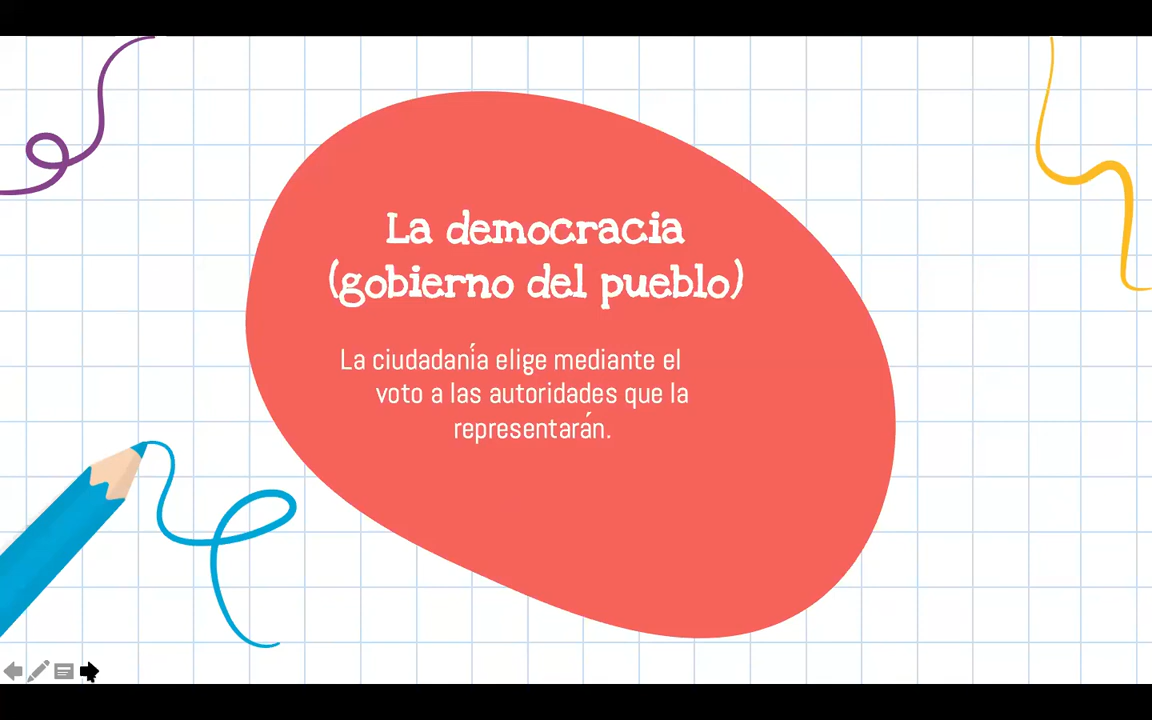 La democracia
(gobierno del pueblo)
La ciudadanía elige mediante el
voto a las autoridades que la
representarán.